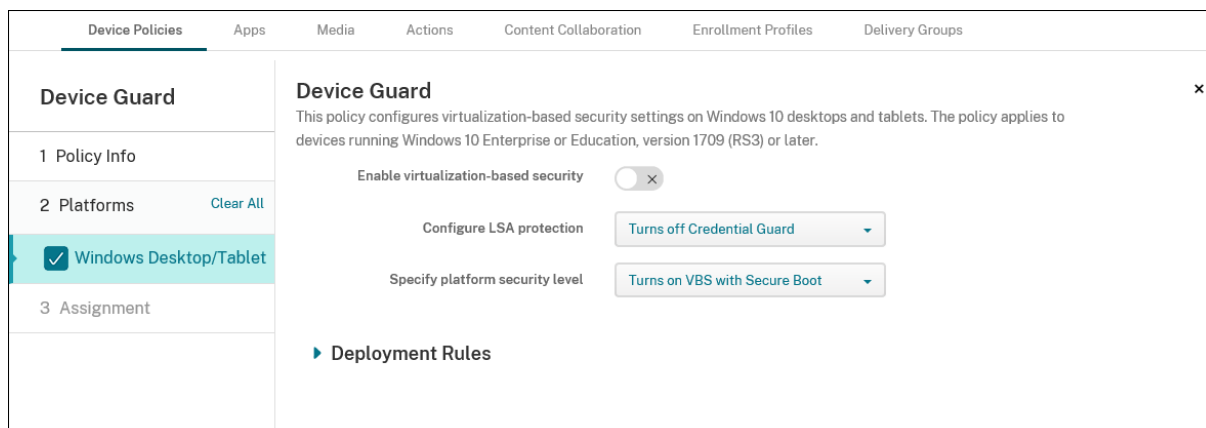 Device Policies Apps Media Actions Content Collaboration Enrollment Profiles Delivery Groups
Device Guard
1 Policy Info
2 Platforms Clear All
Windows Desktop/Tablet
3 Assignment
Device Guard
This policy configures virtualization-based security settings on Windows 10 desktops and tablets. The policy applies to
devices running Windows 10 Enterprise or Education, version 1709 (RS3) or later.
Enable virtualization-based security
Configure LSA protection Turns off Credential Guard
Specify platform security level Turns on VBS with Secure Boot
Deployment Rules